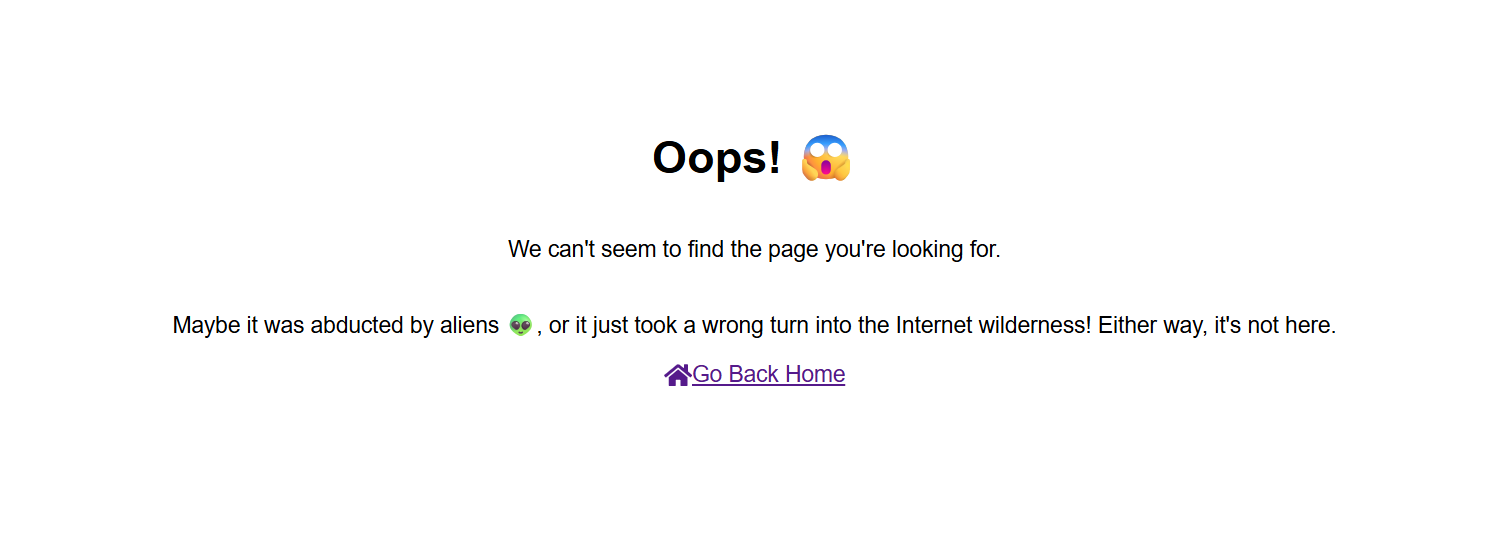 Oops! 😱
We can't seem to find the page you're looking for.
Maybe it was abducted by aliens 👽, or it just took a wrong turn into the Internet wilderness! Either way, it's not here.
Go Back Home